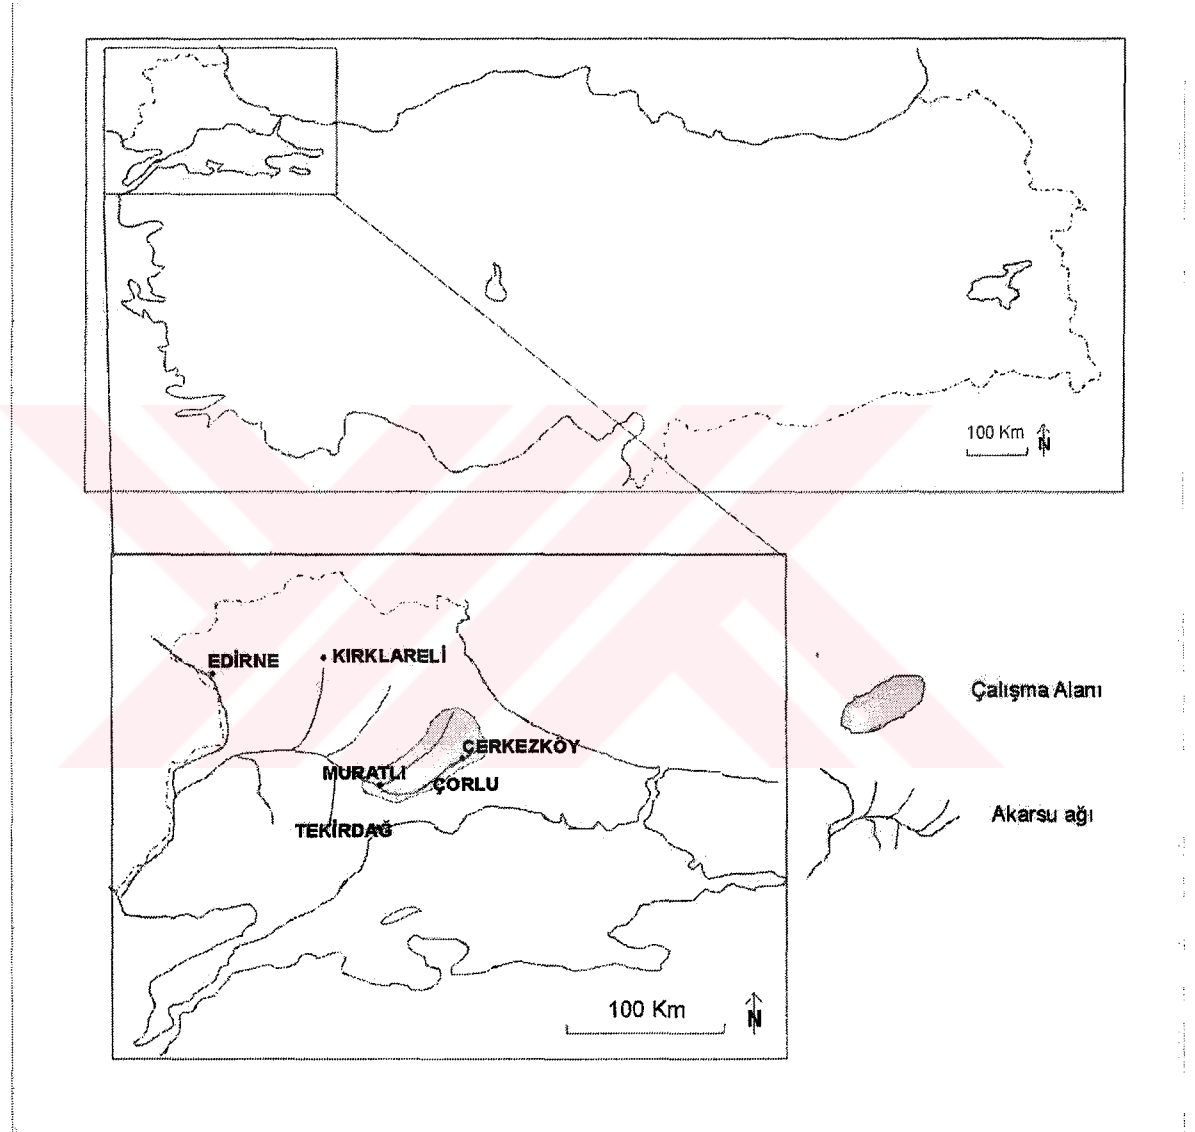 100 Km
N
EDİRNE
KIRKLARELİ
ÇERKEZKÖY
MURATLI
ÇORLU
TEKİRDAĞ
100 Km
N
Çalışma Alanı
Akarsu ağı